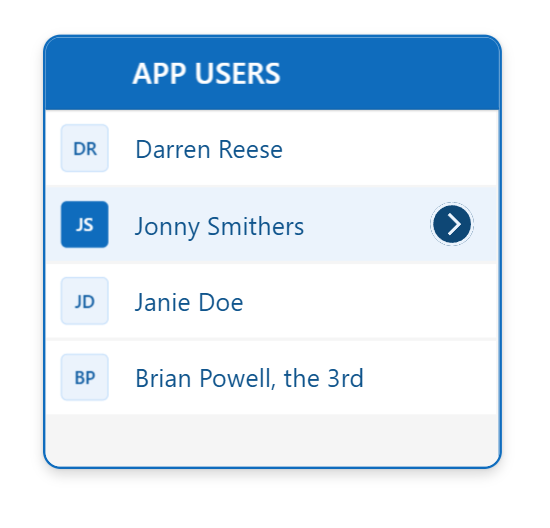 APP USERS
DR Darren Reese
JS Jonny Smithers
JD Janie Doe
BP Brian Powell, the 3rd